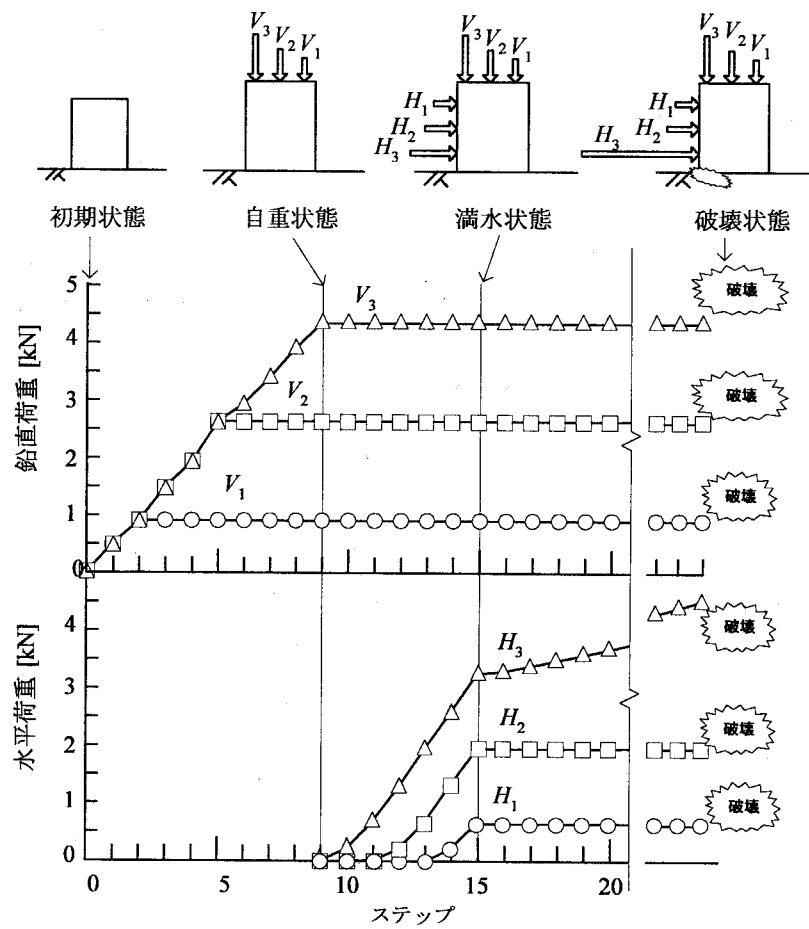 V₃ V₂ V₁
V₃ V₂ V₁
H₁
H₂
H₃
V₃ V₂ V₁
H₁
H₂
H₃
初期状態 自重状態 満水状態 破壊状態
鉛直荷重 [kN]
5
4
3
2
1
0
V₃
V₂
V₁
破壊
破壊
破壊
水平荷重 [kN]
4
3
2
1
0
H₃
H₂
H₁
破壊
破壊
破壊
0 5 10 15 20
ステップ